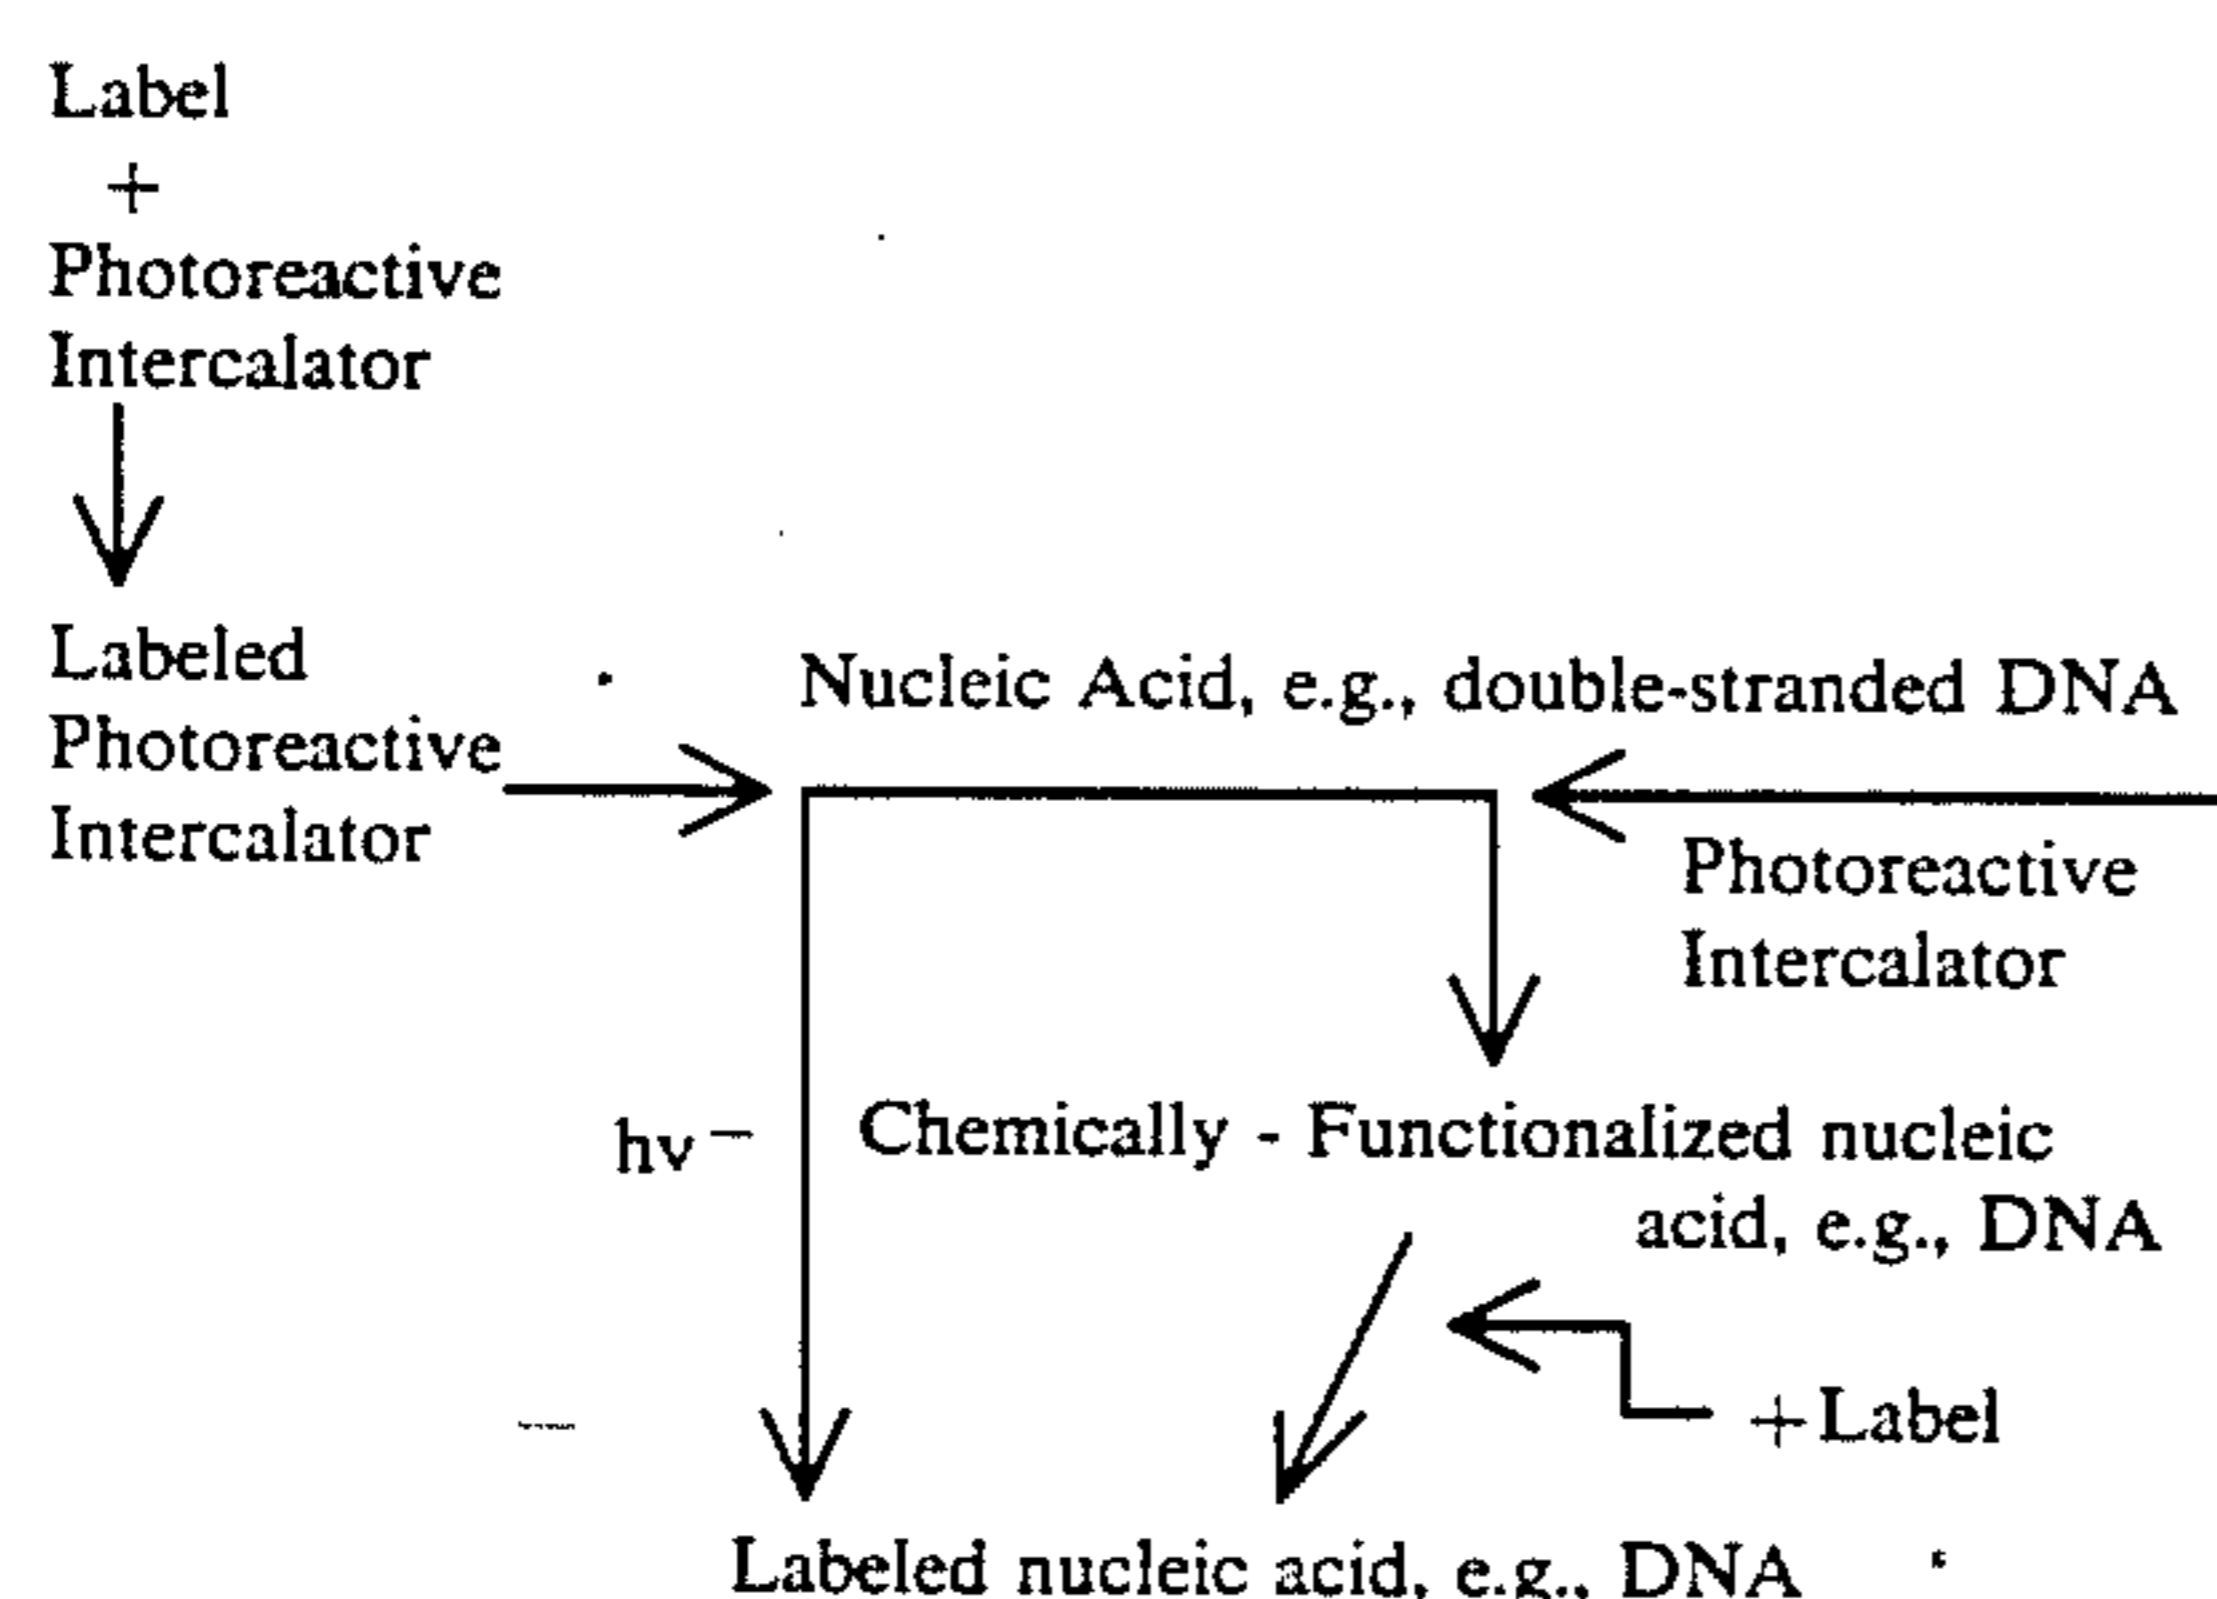 Label
+
Photoreactive
Intercalator
Labeled
Photoreactive
Intercalator
Nucleic Acid, e.g., double-stranded DNA
Photoreactive
Intercalator
hν
Chemically - Functionalized nucleic
acid, e.g., DNA
+Label
Labeled nucleic acid, e.g., DNA